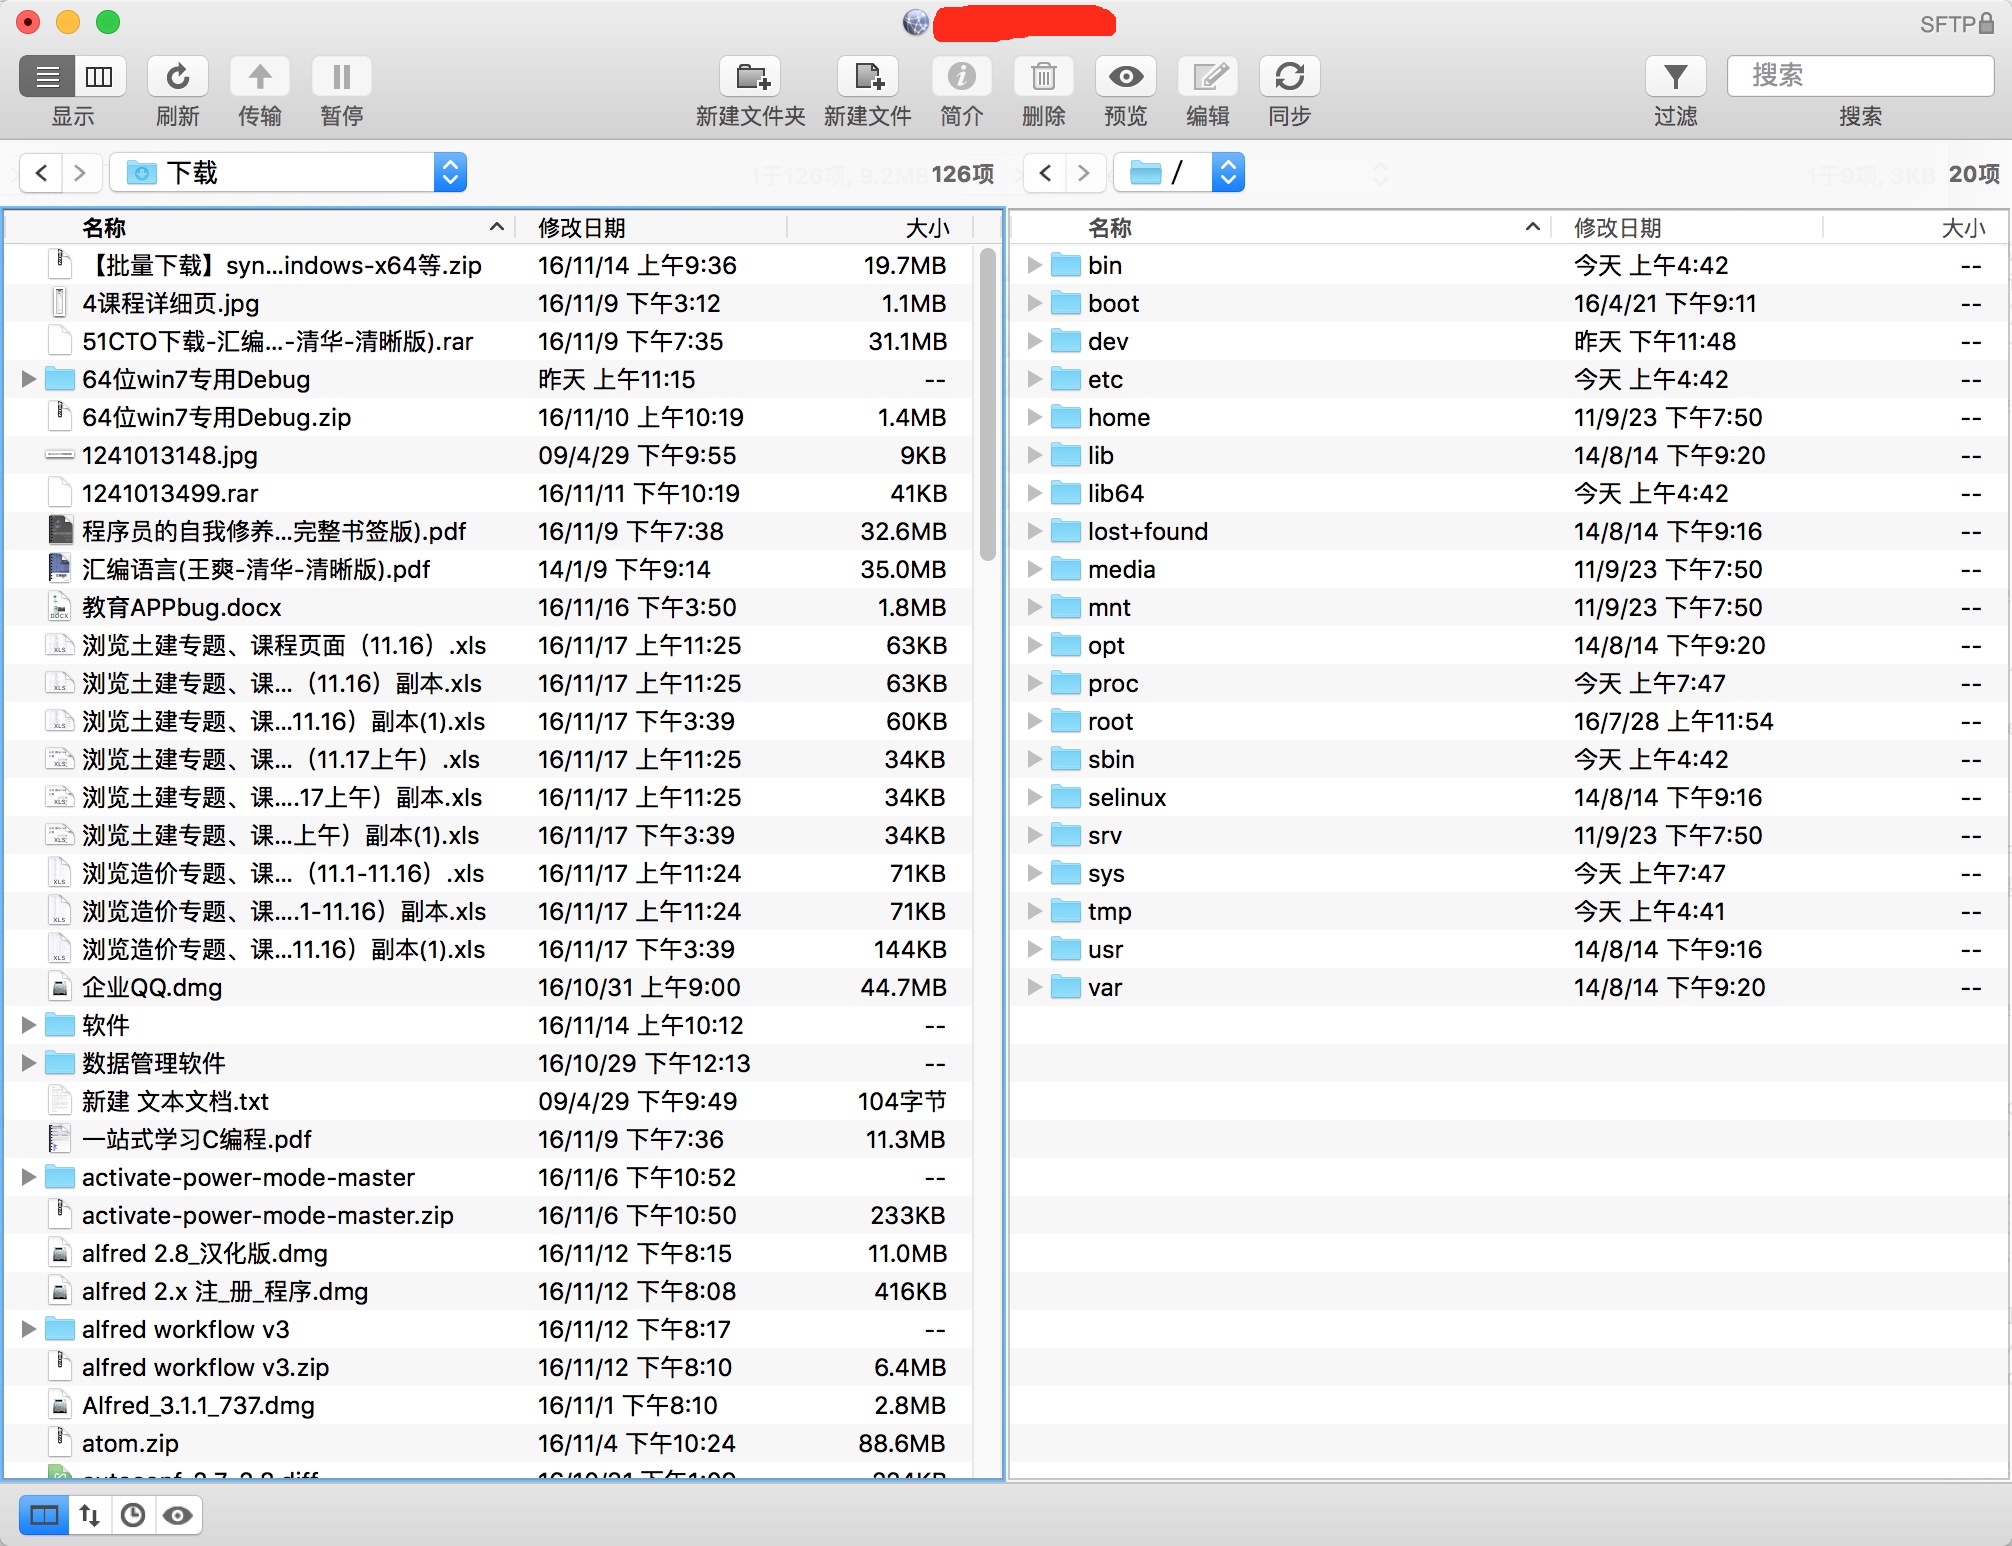 SFTP
显示 刷新 传输 暂停 新建文件夹 新建文件 简介 删除 预览 编辑 同步 过滤 搜索 搜索
下载 126项 / 20项
名称 修改日期 大小
【批量下载】syn...indows-x64等.zip 16/11/14 上午9:36 19.7MB
4课程详细页.jpg 16/11/9 下午3:12 1.1MB
51CTO下载-汇编...-清华-清晰版).rar 16/11/9 下午7:35 31.1MB
64位win7专用Debug 昨天 上午11:15 --
64位win7专用Debug.zip 16/11/10 上午10:19 1.4MB
1241013148.jpg 09/4/29 下午9:55 9KB
1241013499.rar 16/11/11 下午10:19 41KB
程序员的自我修养...完整书签版).pdf 16/11/9 下午7:38 32.6MB
汇编语言(王爽-清华-清晰版).pdf 14/1/9 下午9:14 35.0MB
教育APPbug.docx 16/11/16 下午3:50 1.8MB
浏览土建专题、课程页面（11.16）.xls 16/11/17 上午11:25 63KB
浏览土建专题、课...（11.16）副本.xls 16/11/17 上午11:25 63KB
浏览土建专题、课...11.16）副本(1).xls 16/11/17 下午3:39 60KB
浏览土建专题、课...（11.17上午）.xls 16/11/17 上午11:25 34KB
浏览土建专题、课....17上午）副本.xls 16/11/17 上午11:25 34KB
浏览土建专题、课...上午）副本(1).xls 16/11/17 下午3:39 34KB
浏览造价专题、课...（11.1-11.16）.xls 16/11/17 上午11:24 71KB
浏览造价专题、课....1-11.16）副本.xls 16/11/17 上午11:24 71KB
浏览造价专题、课...11.16）副本(1).xls 16/11/17 下午3:39 144KB
企业QQ.dmg 16/10/31 上午9:00 44.7MB
软件 16/11/14 上午10:12 --
数据管理软件 16/10/29 下午12:13 --
新建 文本文档.txt 09/4/29 下午9:49 104字节
一站式学习C编程.pdf 16/11/9 下午7:36 11.3MB
activate-power-mode-master 16/11/6 下午10:52 --
activate-power-mode-master.zip 16/11/6 下午10:50 233KB
alfred 2.8_汉化版.dmg 16/11/12 下午8:15 11.0MB
alfred 2.x 注_册_程序.dmg 16/11/12 下午8:08 416KB
alfred workflow v3 16/11/12 下午8:17 --
alfred workflow v3.zip 16/11/12 下午8:10 6.4MB
Alfred_3.1.1_737.dmg 16/11/1 下午8:10 2.8MB
atom.zip 16/11/4 下午10:24 88.6MB
名称 修改日期 大小
bin 今天 上午4:42 --
boot 16/4/21 下午9:11 --
dev 昨天 下午11:48 --
etc 今天 上午4:42 --
home 11/9/23 下午7:50 --
lib 14/8/14 下午9:20 --
lib64 今天 上午4:42 --
lost+found 14/8/14 下午9:16 --
media 11/9/23 下午7:50 --
mnt 11/9/23 下午7:50 --
opt 14/8/14 下午9:20 --
proc 今天 上午7:47 --
root 16/7/28 上午11:54 --
sbin 今天 上午4:42 --
selinux 14/8/14 下午9:16 --
srv 11/9/23 下午7:50 --
sys 今天 上午7:47 --
tmp 今天 上午4:41 --
usr 14/8/14 下午9:16 --
var 14/8/14 下午9:20 --